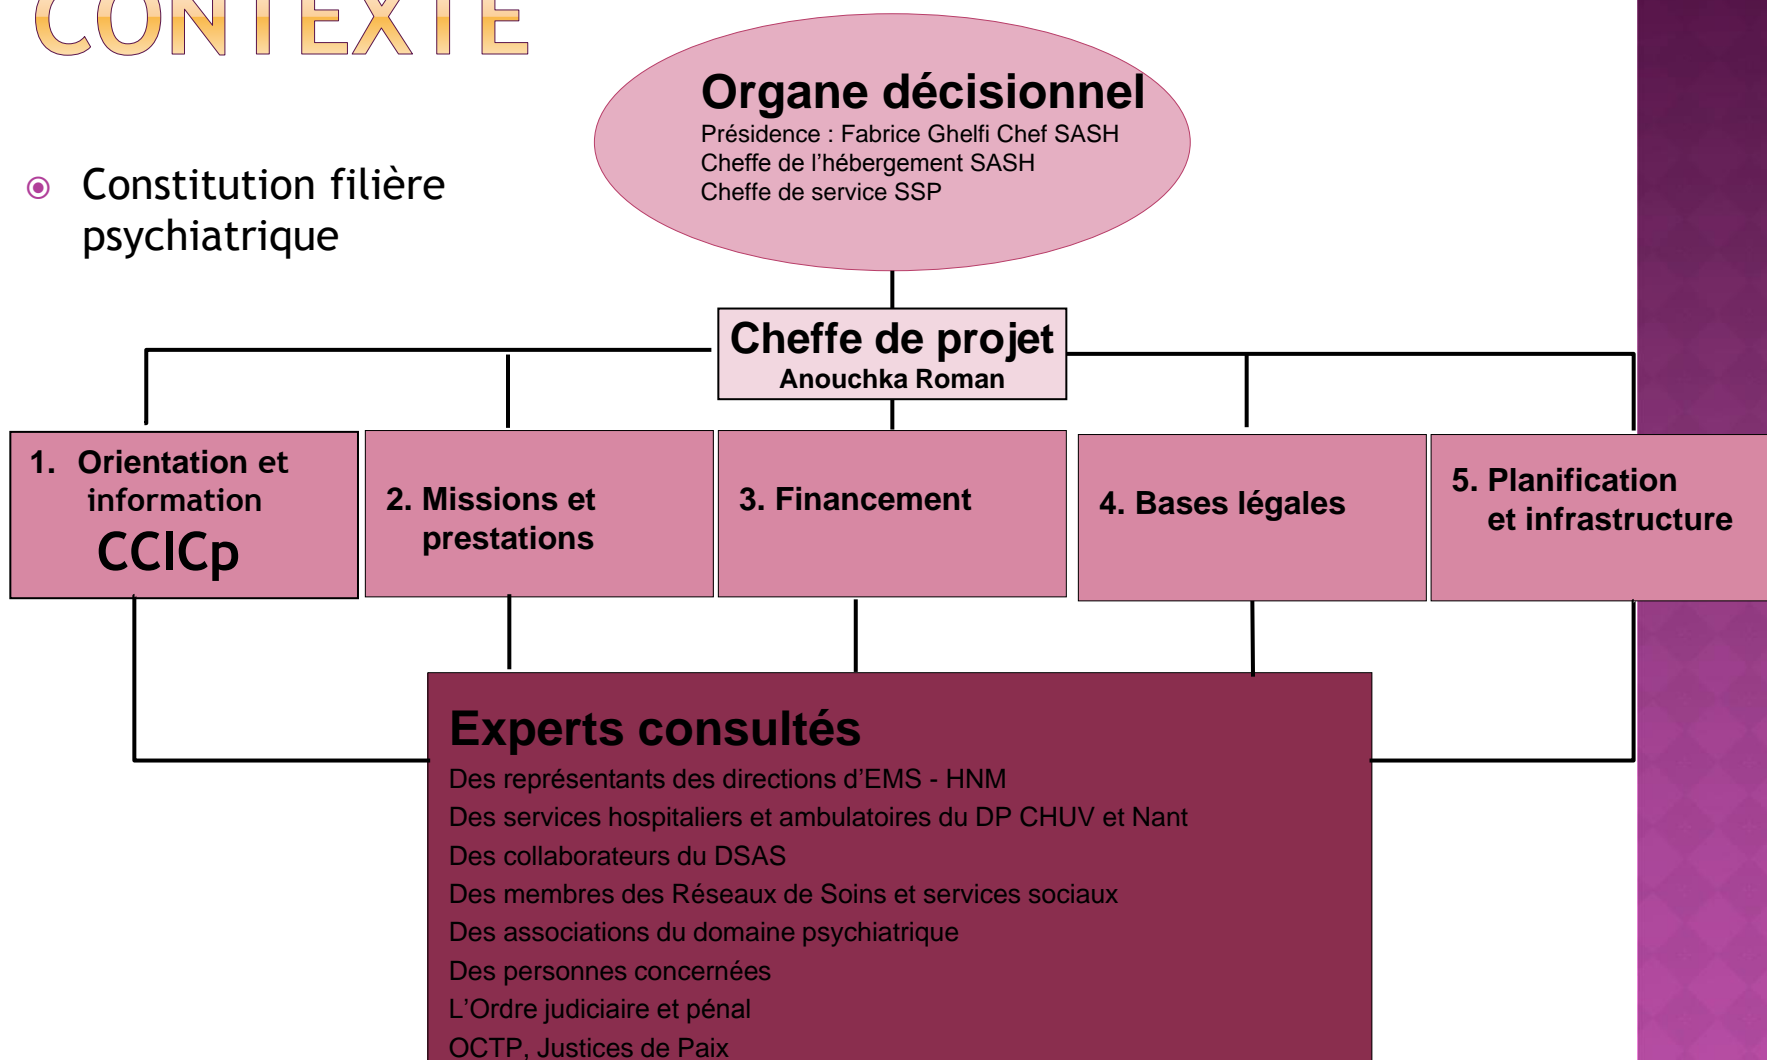 CONTEXTE
Constitution filière
psychiatrique
Organe décisionnel
Présidence : Fabrice Ghelfi Chef SASH
Cheffe de l’hébergement SASH
Cheffe de service SSP
Cheffe de projet
Anouchka Roman
1. Orientation et
information
CCICp
2. Missions et
prestations
3. Financement
4. Bases légales
5. Planification
et infrastructure
Experts consultés
Des représentants des directions d’EMS - HNM
Des services hospitaliers et ambulatoires du DP CHUV et Nant
Des collaborateurs du DSAS
Des membres des Réseaux de Soins et services sociaux
Des associations du domaine psychiatrique
Des personnes concernées
L’Ordre judiciaire et pénal
OCTP, Justices de Paix